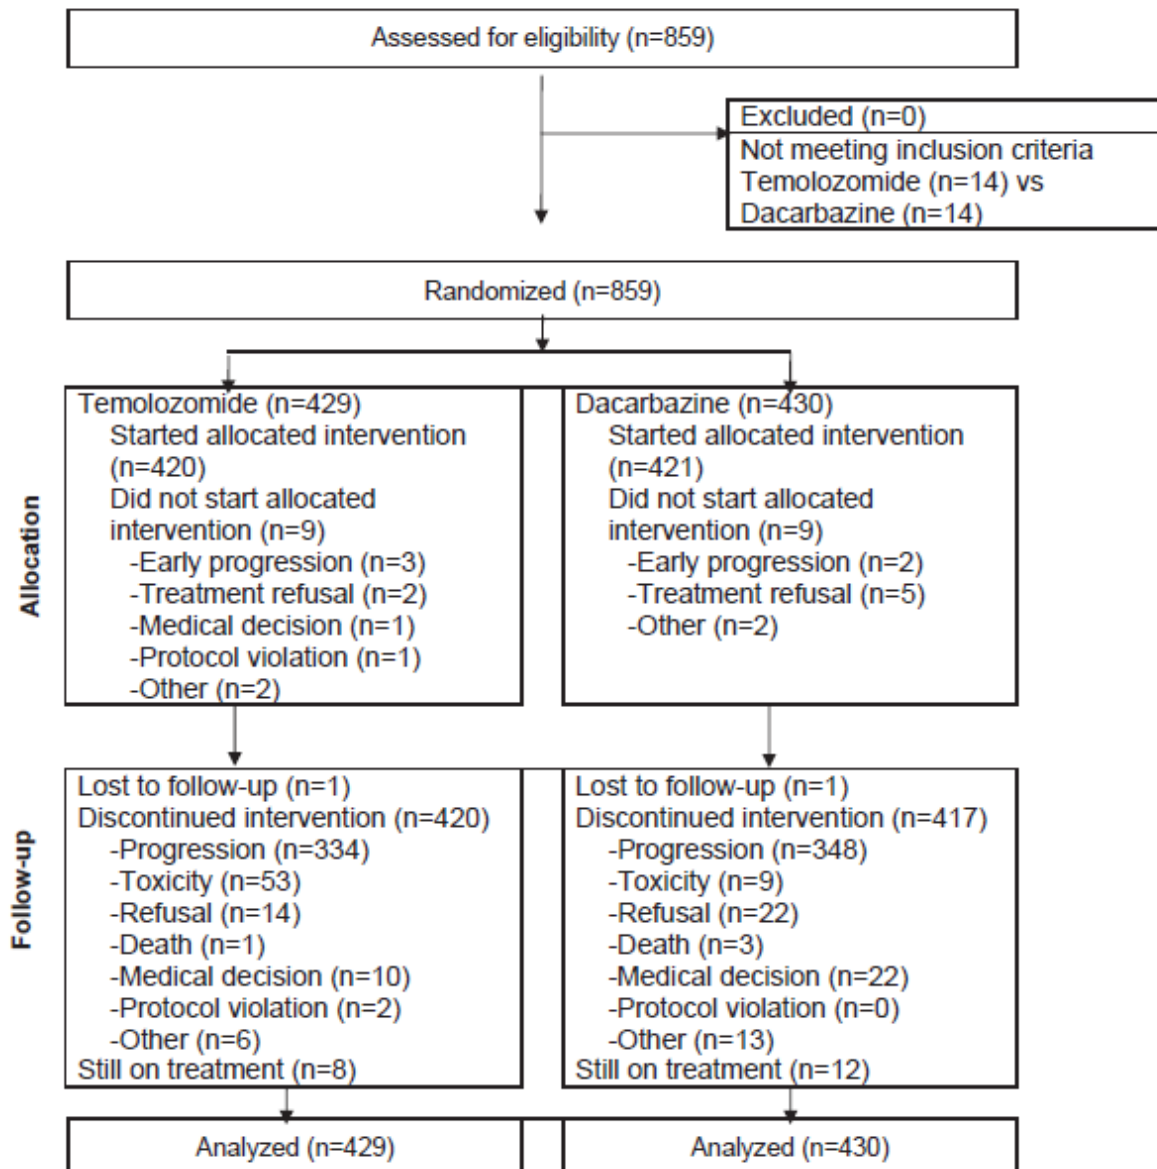 Assessed for eligibility (n=859)
Excluded (n=0)
Not meeting inclusion criteria
Temolozomide (n=14) vs
Dacarbazine (n=14)
Randomized (n=859)
Allocation
Temolozomide (n=429)
Started allocated intervention
(n=420)
Did not start allocated
intervention (n=9)
-Early progression (n=3)
-Treatment refusal (n=2)
-Medical decision (n=1)
-Protocol violation (n=1)
-Other (n=2)
Dacarbazine (n=430)
Started allocated intervention
(n=421)
Did not start allocated
intervention (n=9)
-Early progression (n=2)
-Treatment refusal (n=5)
-Other (n=2)
Follow-up
Lost to follow-up (n=1)
Discontinued intervention (n=420)
-Progression (n=334)
-Toxicity (n=53)
-Refusal (n=14)
-Death (n=1)
-Medical decision (n=10)
-Protocol violation (n=2)
-Other (n=6)
Still on treatment (n=8)
Lost to follow-up (n=1)
Discontinued intervention (n=417)
-Progression (n=348)
-Toxicity (n=9)
-Refusal (n=22)
-Death (n=3)
-Medical decision (n=22)
-Protocol violation (n=0)
-Other (n=13)
Still on treatment (n=12)
Analyzed (n=429)
Analyzed (n=430)